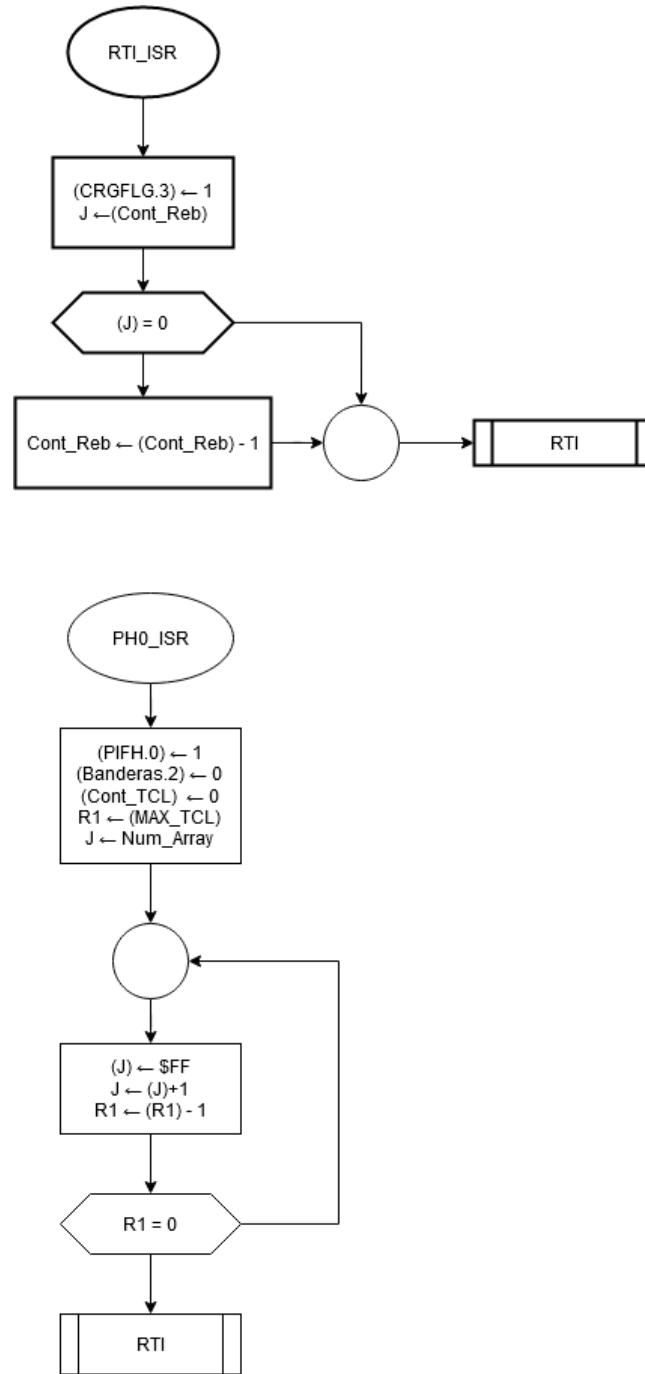 RTI_ISR
(CRGFLG.3) ← 1
J ←(Cont_Reb)
(J) = 0
Cont_Reb ← (Cont_Reb) - 1
RTI
PH0_ISR
(PIFH.0) ← 1
(Banderas.2) ← 0
(Cont_TCL) ← 0
R1 ← (MAX_TCL)
J ← Num_Array
(J) ← $FF
J ← (J)+1
R1 ← (R1) - 1
R1 = 0
RTI